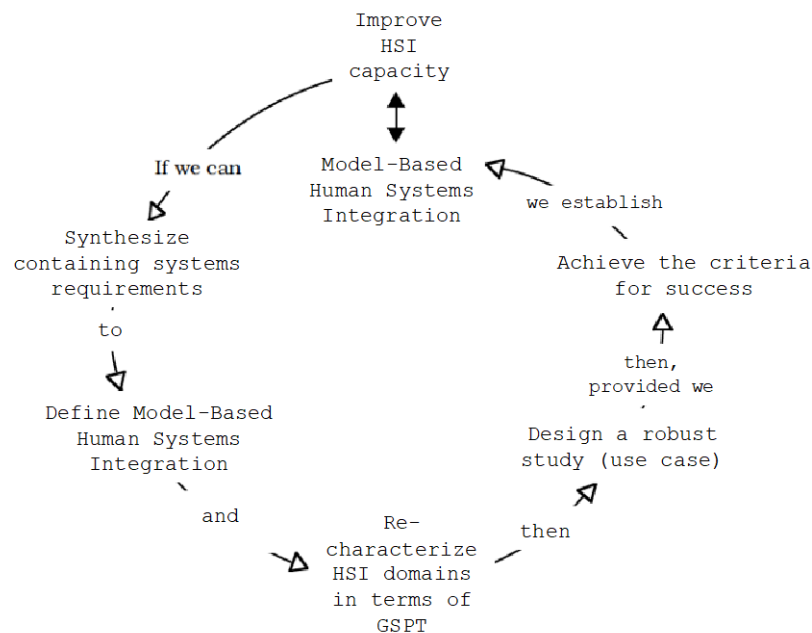 Improve
HSI
capacity
If we can
Synthesize
containing systems
requirements
to
Define Model-Based
Human Systems
Integration
and
Re-
characterize
HSI domains
in terms of
GSPT
then
Design a robust
study (use case)
then,
provided we
Achieve the criteria
for success
we establish
Model-Based
Human Systems
Integration